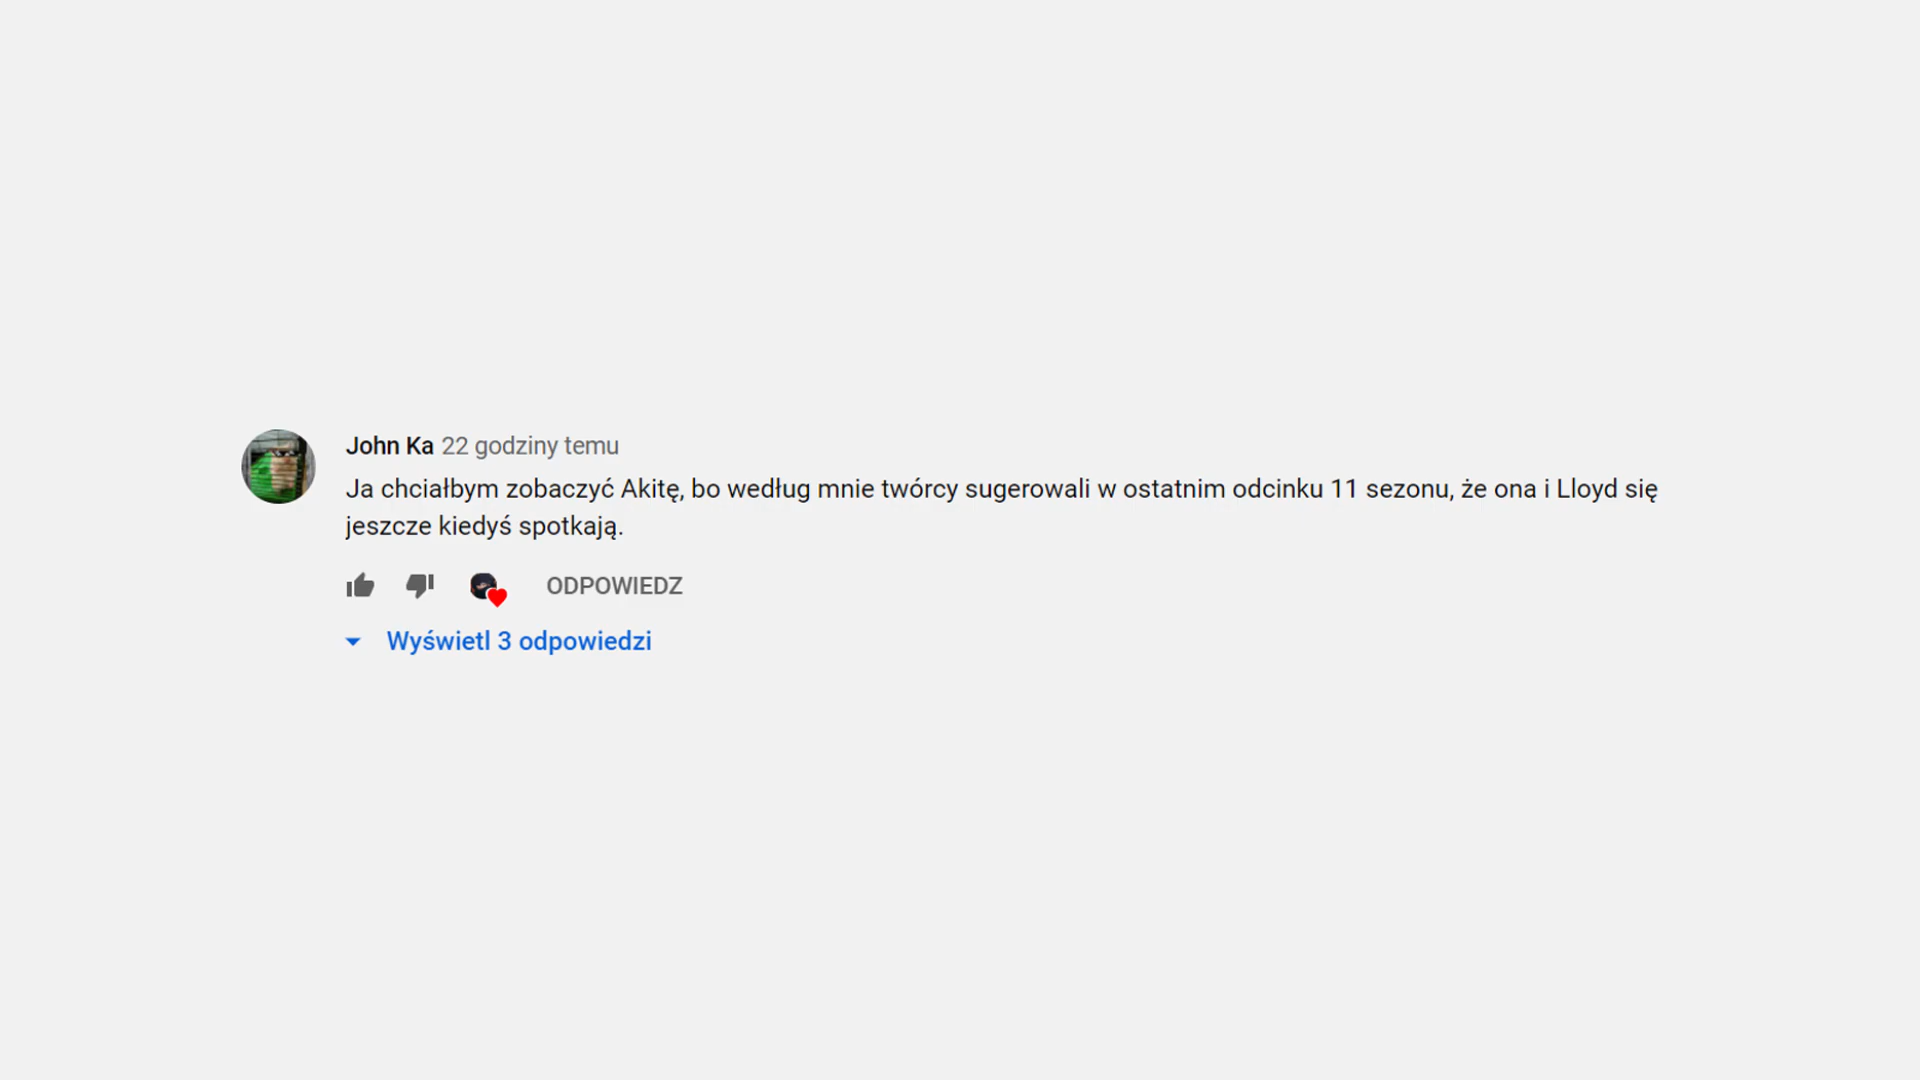 John Ka 22 godziny temu
Ja chciałbym zobaczyć Akitę, bo według mnie twórcy sugerowali w ostatnim odcinku 11 sezonu, że ona i Lloyd się
jeszcze kiedyś spotkają.
ODPOWIEDZ
Wyświetl 3 odpowiedzi